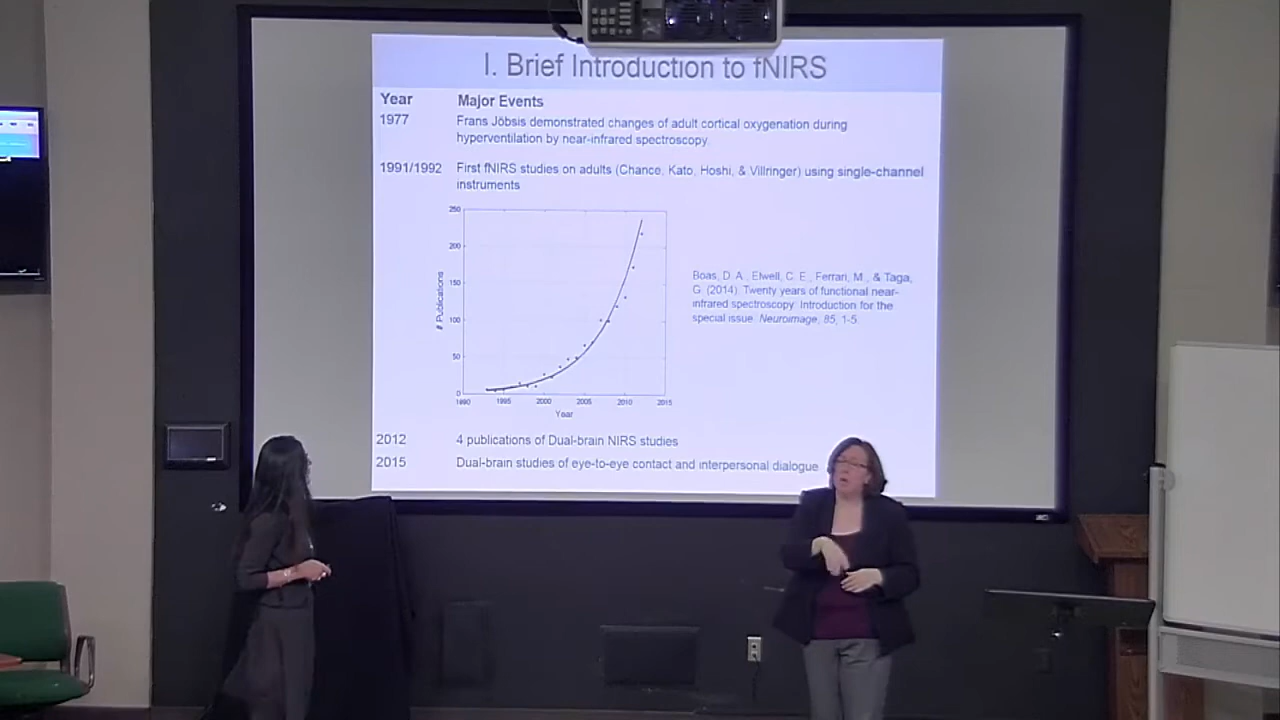 I. Brief Introduction to fNIRS
Year Major Events
1977 Frans Jöbsis demonstrated changes of adult cortical oxygenation during
hyperventilation by near-infrared spectroscopy.
1991/1992 First fNIRS studies on adults (Chance, Kato, Hoshi, & Villringer) using single-channel
instruments
250
200
150
100
50
0
# Publications
1990 1995 2000 2005 2010 2015
Year
Boas, D. A., Elwell, C. E., Ferrari, M., & Taga,
G. (2014). Twenty years of functional near-
infrared spectroscopy: Introduction for the
special issue. Neuroimage, 85, 1-5.
2012 4 publications of Dual-brain NIRS studies
2015 Dual-brain studies of eye-to-eye contact and interpersonal dialogue